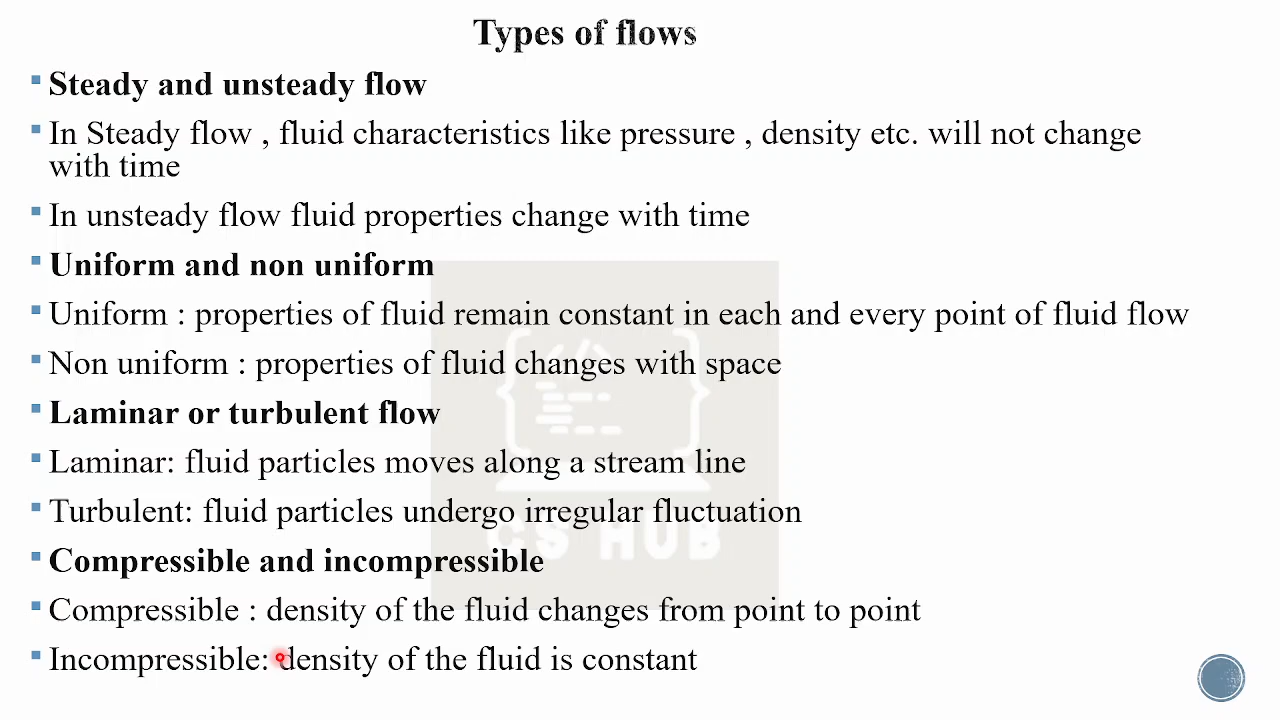 Types of flows
Steady and unsteady flow
In Steady flow , fluid characteristics like pressure , density etc. will not change
with time
In unsteady flow fluid properties change with time
Uniform and non uniform
Uniform : properties of fluid remain constant in each and every point of fluid flow
Non uniform : properties of fluid changes with space
Laminar or turbulent flow
Laminar: fluid particles moves along a stream line
Turbulent: fluid particles undergo irregular fluctuation
CS HUB
Compressible and incompressible
Compressible : density of the fluid changes from point to point
Incompressible: density of the fluid is constant